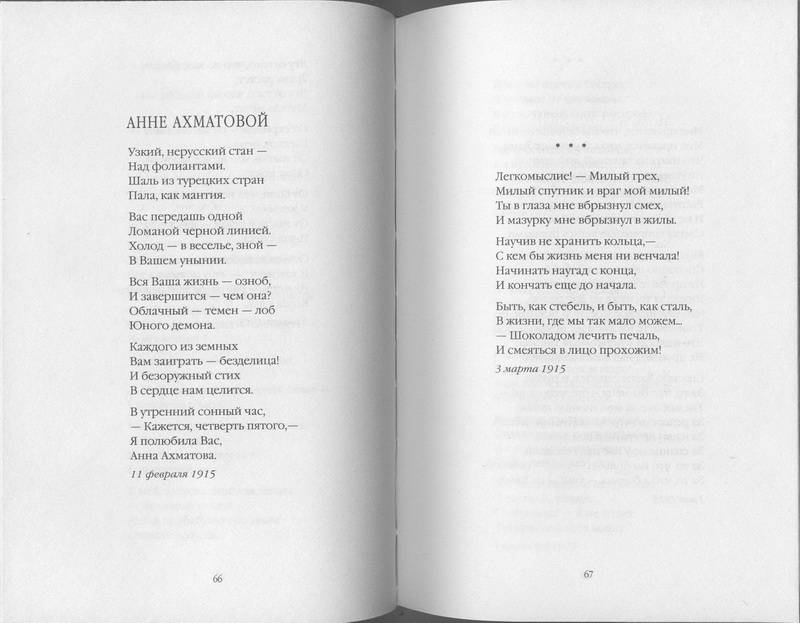 АННЕ АХМАТОВОЙ
Узкий, нерусский стан —
Над фолиантами.
Шаль из турецких стран
Пала, как мантия.
Вас передашь одной
Ломаной черной линией.
Холод — в веселье, зной —
В Вашем унынии.
Вся Ваша жизнь — озноб,
И завершится — чем она?
Облачный — темен — лоб
Юного демона.
Каждого из земных
Вам заиграть — безделица!
И безоружный стих
В сердце нам целится.
В утренний сонный час,
— Кажется, четверть пятого,—
Я полюбила Вас,
Анна Ахматова.
11 февраля 1915
66
• • •
Легкомыслие! — Милый грех,
Милый спутник и враг мой милый!
Ты в глаза мне вбрызнул смех,
И мазурку мне вбрызнул в жилы.
Научив не хранить кольца,—
С кем бы жизнь меня ни венчала!
Начинать наугад с конца,
И кончать еще до начала.
Быть, как стебель, и быть, как сталь,
В жизни, где мы так мало можем...
— Шоколадом лечить печаль,
И смеяться в лицо прохожим!
3 марта 1915
67